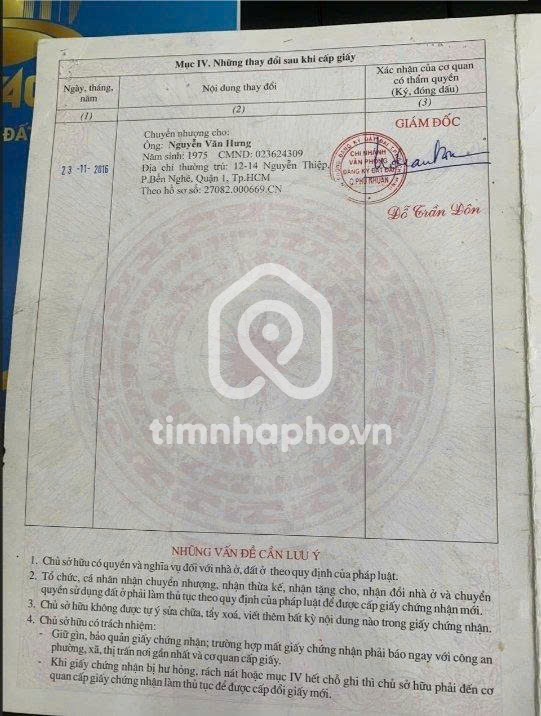 Mục IV. Những thay đổi sau khi cấp giấy
Ngày, tháng, năm
Nội dung thay đổi
Xác nhận của cơ quan có thẩm quyền
(Ký, đóng dấu)
(1)
(2)
(3)
23 -11- 2016
Chuyển nhượng cho:
Ông: Nguyễn Văn Hưng
Năm sinh: 1975 CMND: 023624309
Địa chỉ thường trú: 12-14 Nguyễn Thiệp,
P.Bến Nghé, Quận 1, Tp.HCM
Theo hồ sơ số: 27082.000669.CN
GIÁM ĐỐC
CHI NHÁNH
VĂN PHÒNG
ĐĂNG KÝ ĐẤT ĐAI
Q.PHÚ NHUẬN
Đỗ Trần Đôn
timnhapho.vn
NHỮNG VẤN ĐỀ CẦN LƯU Ý
1. Chủ sở hữu có quyền và nghĩa vụ đối với nhà ở, đất ở theo quy định của pháp luật.
2. Tổ chức, cá nhân nhận chuyển nhượng, nhận thừa kế, nhận tặng cho, nhận đổi nhà ở và chuyển
quyền sử dụng đất ở phải làm thủ tục theo quy định của pháp luật để được cấp giấy chứng nhận mới.
3. Chủ sở hữu không được tự ý sửa chữa, tẩy xoá, viết thêm bất kỳ nội dung nào trong giấy chứng nhận.
4. Chủ sở hữu có trách nhiệm:
- Giữ gìn, bảo quản giấy chứng nhận; trường hợp mất giấy chứng nhận phải báo ngay với công an
phường, xã, thị trấn nơi gần nhất và cơ quan cấp giấy.
- Khi giấy chứng nhận bị hư hỏng, rách nát hoặc mục IV hết chỗ ghi thì chủ sở hữu phải đến cơ
quan cấp giấy chứng nhận làm thủ tục để được cấp đổi giấy mới.